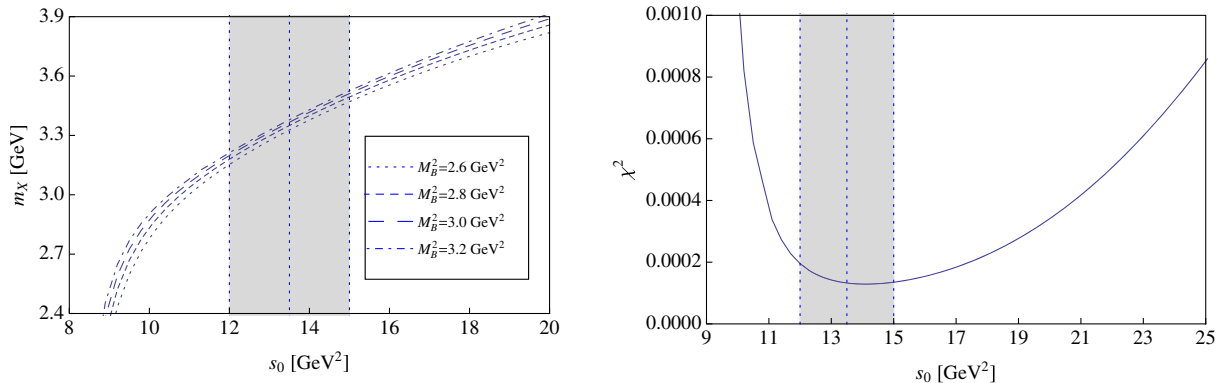 3.9
3.6
3.3
3.0
2.7
2.4
m_X [GeV]
M_B^2=2.6 GeV^2
M_B^2=2.8 GeV^2
M_B^2=3.0 GeV^2
M_B^2=3.2 GeV^2
8 10 12 14 16 18 20
s_0 [GeV^2]
0.0010
0.0008
0.0006
0.0004
0.0002
0.0000
χ^2
9 11 13 15 17 19 21 23 25
s_0 [GeV^2]